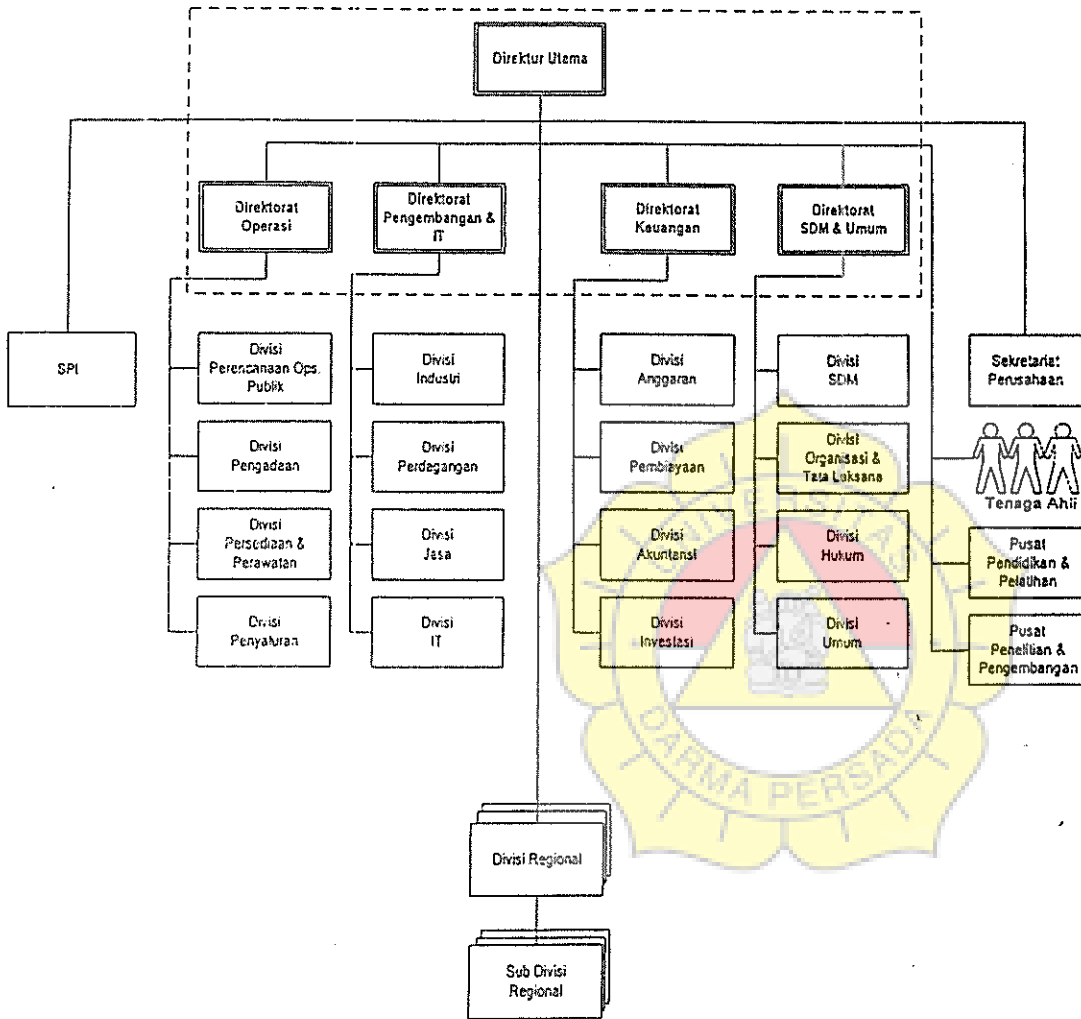 Direktur Utama
Direktorat
Operasi
Direktorat
Pengembangan &
IT
Direktorat
Keuangan
Direktorat
SDM & Umum
SPI
Divisi
Perencanaan Ops.
Publik
Divisi
Industri
Divisi
Anggaran
Divisi
SDM
Sekretariat
Perusahaan
Divisi
Pengadaan
Divisi
Perdagangan
Divisi
Pembiayaan
Divisi
Organisasi &
Tata Laksana
Tenaga Ahli
Divisi
Persediaan &
Perawatan
Divisi
Jasa
Divisi
Akuntansi
Divisi
Hukum
Pusat
Pendidikan &
Pelatihan
Divisi
Penyaluran
Divisi
IT
Divisi
Investasi
Divisi
Umum
Pusat
Penelitian &
Pengembangan
UNIVERSITAS
DARMA PERSADA
Divisi Regional
Sub Divisi
Regional